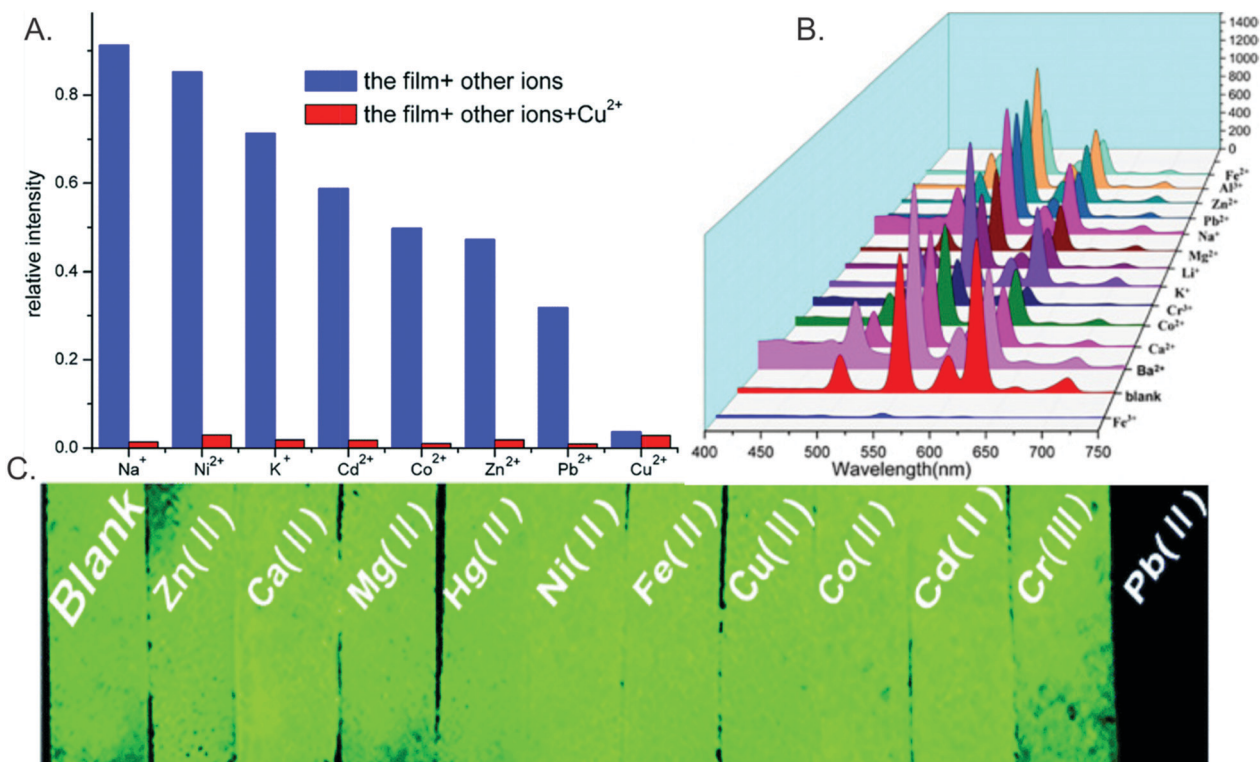 A.
0.8
0.6
0.4
0.2
0.0
relative intensity
the film+ other ions
the film+ other ions+Cu²⁺
Na⁺ Ni²⁺ K⁺ Cd²⁺ Co²⁺ Zn²⁺ Pb²⁺ Cu²⁺
B.
1400
1200
1000
800
600
400
200
0
Fe²⁺
Al³⁺
Zn²⁺
Pb²⁺
Na⁺
Mg²⁺
Li⁺
K⁺
Cr³⁺
Co²⁺
Ca²⁺
Ba²⁺
blank
Fe³⁺
400 450 500 550 600 650 700 750
Wavelength(nm)
C.
Blank Zn(II) Ca(II) Mg(II) Hg(II) Ni(II) Fe(II) Cu(II) Co(II) Cd(II) Cr(III) Pb(II)